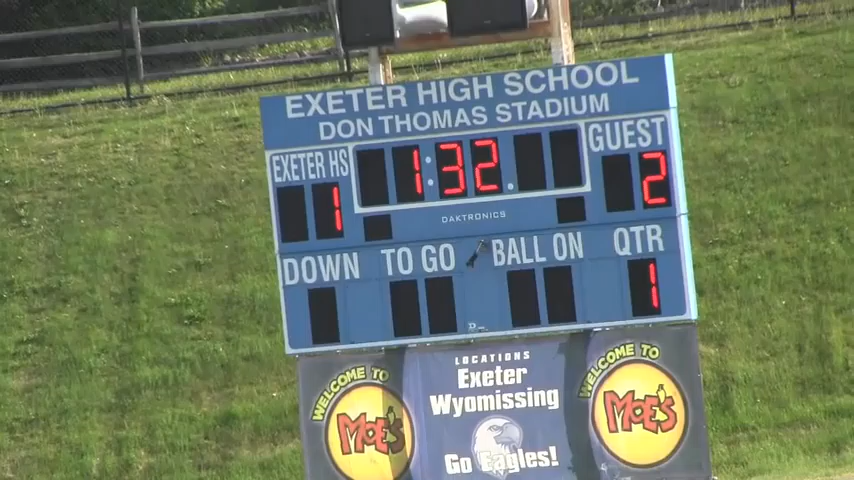 EXETER HIGH SCHOOL
DON THOMAS STADIUM
EXETER HS 1:32 GUEST
1 2
DAKTRONICS
DOWN TO GO BALL ON QTR
1
WELCOME TO MOE'S
LOCATIONS
Exeter
Wyomissing
Go Eagles!
WELCOME TO MOE'S